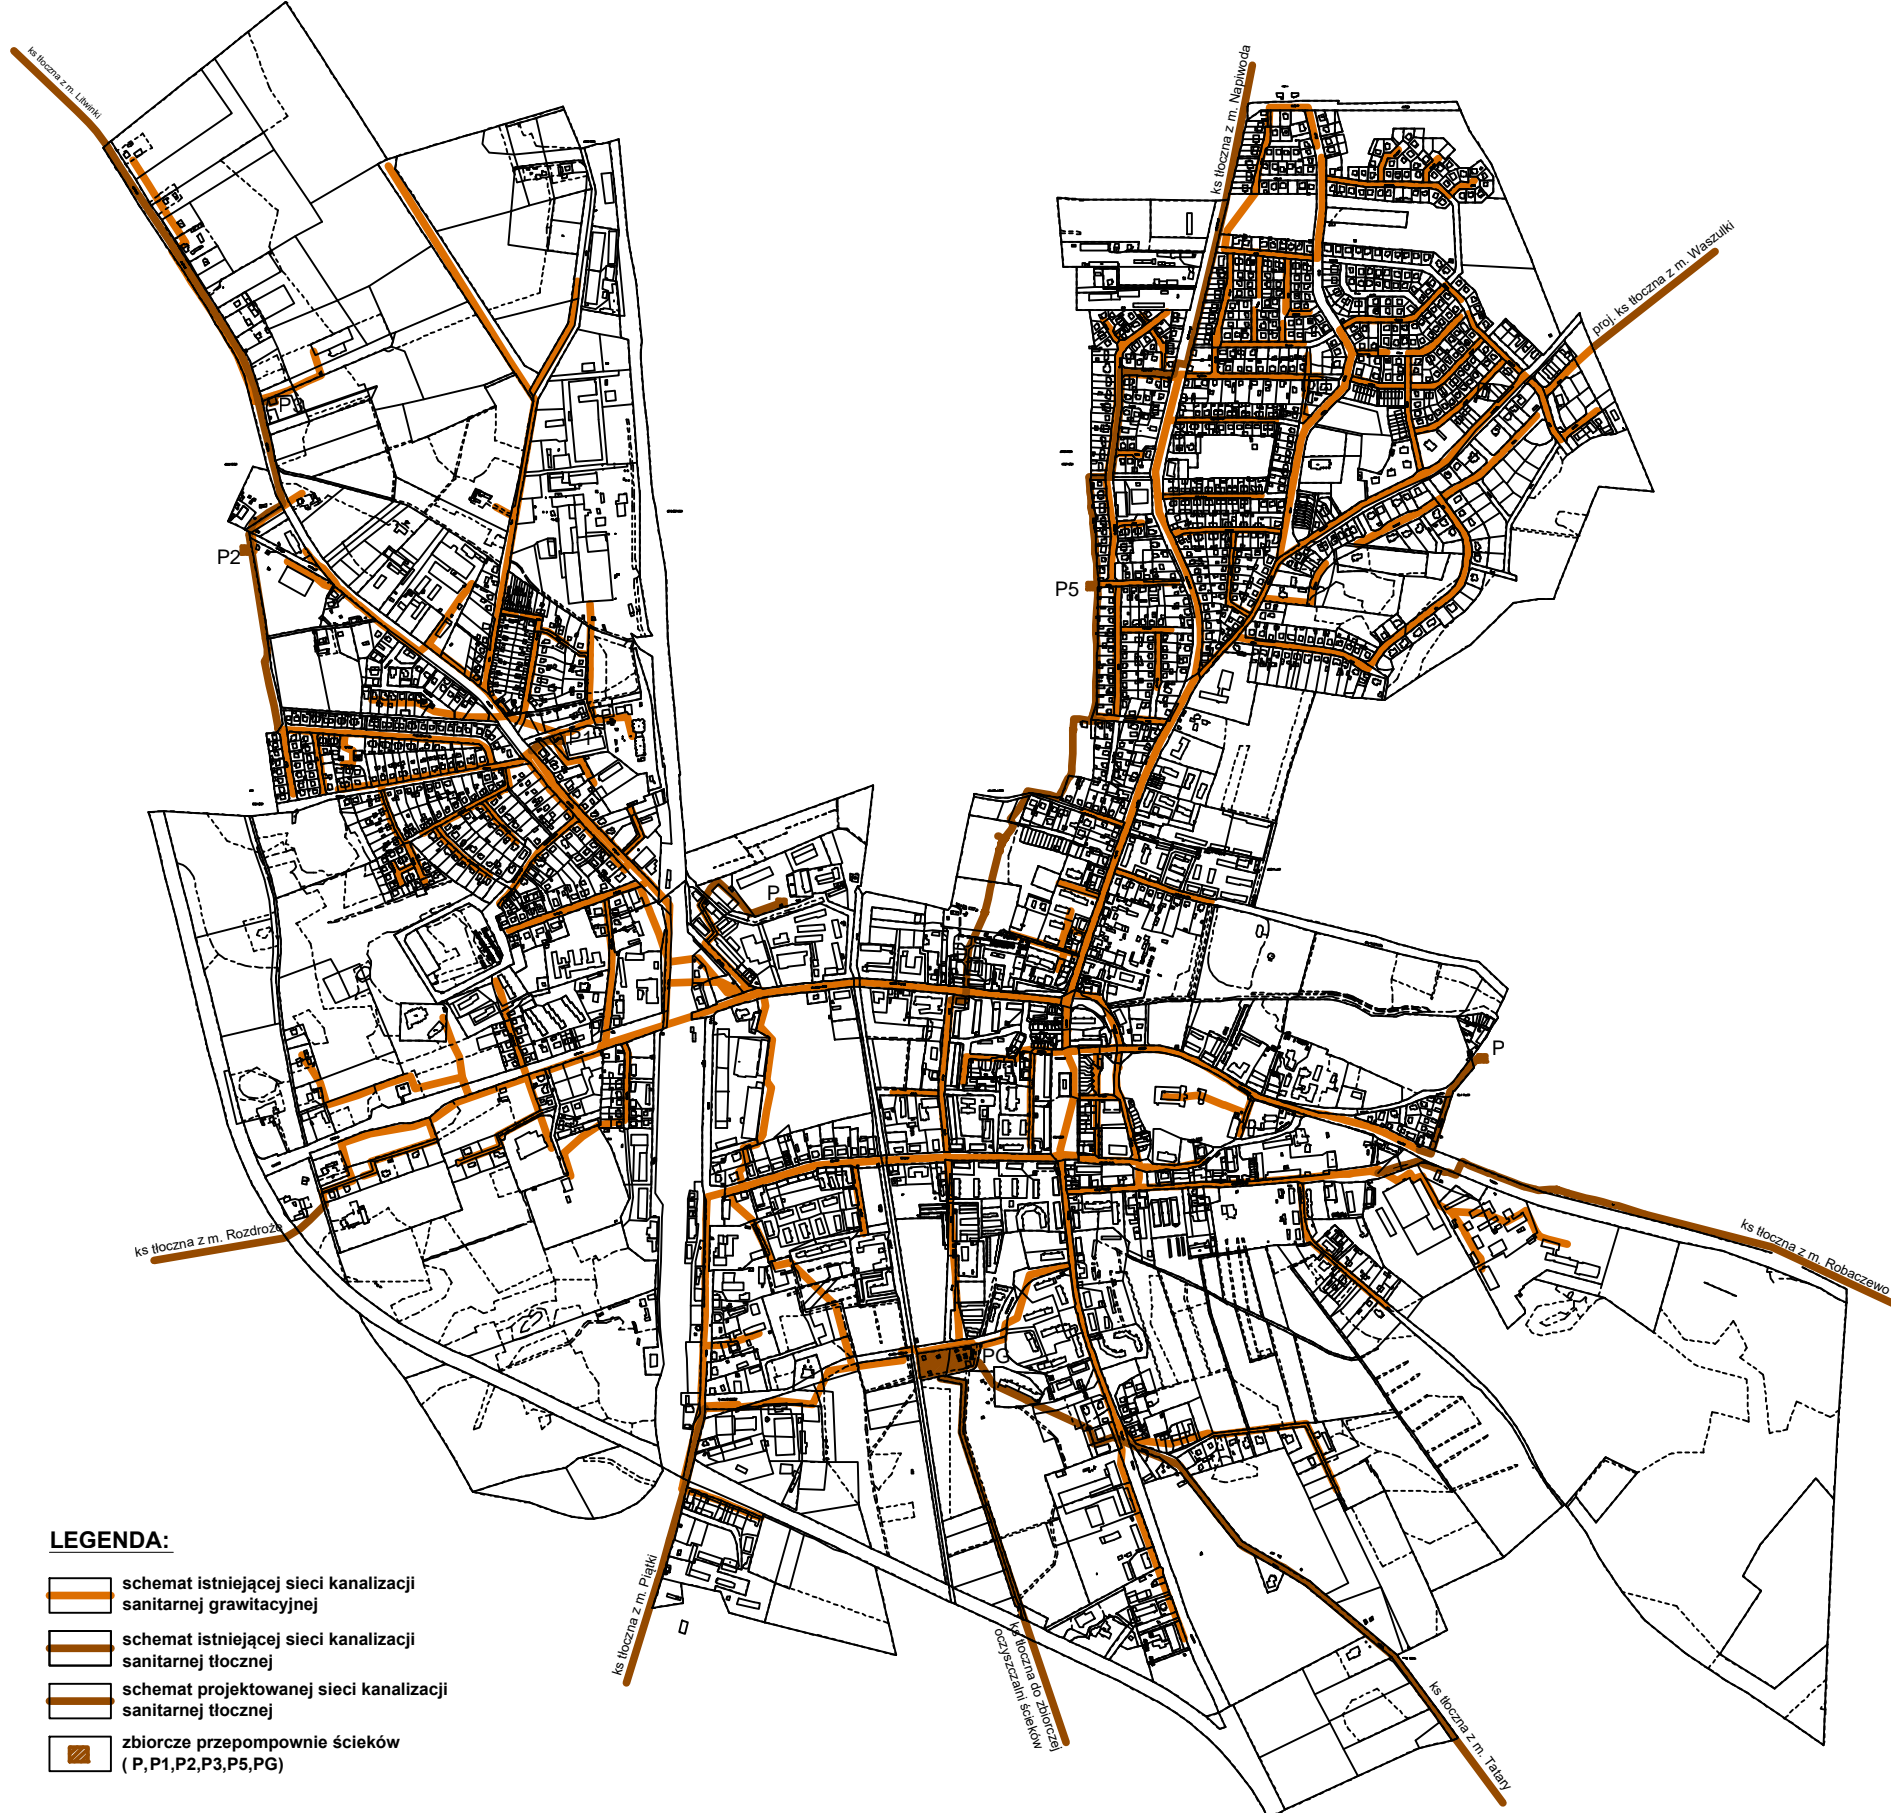 ks tłoczna z m. Litwinki
ks tłoczna z m. Napiwoda
proj. ks tłoczna z m. Waszulki
P3
P2
P5
P1
P
P
ks tłoczna z m. Rozdroże
ks tłoczna z m. Robaczewo
PG
ks tłoczna z m. Piątki
ks tłoczna do zbiorczej
oczyszczalni ścieków
ks tłoczna z m. Tatary
LEGENDA:
schemat istniejącej sieci kanalizacji
sanitarnej grawitacyjnej
schemat istniejącej sieci kanalizacji
sanitarnej tłocznej
schemat projektowanej sieci kanalizacji
sanitarnej tłocznej
zbiorcze przepompownie ścieków
( P,P1,P2,P3,P5,PG)